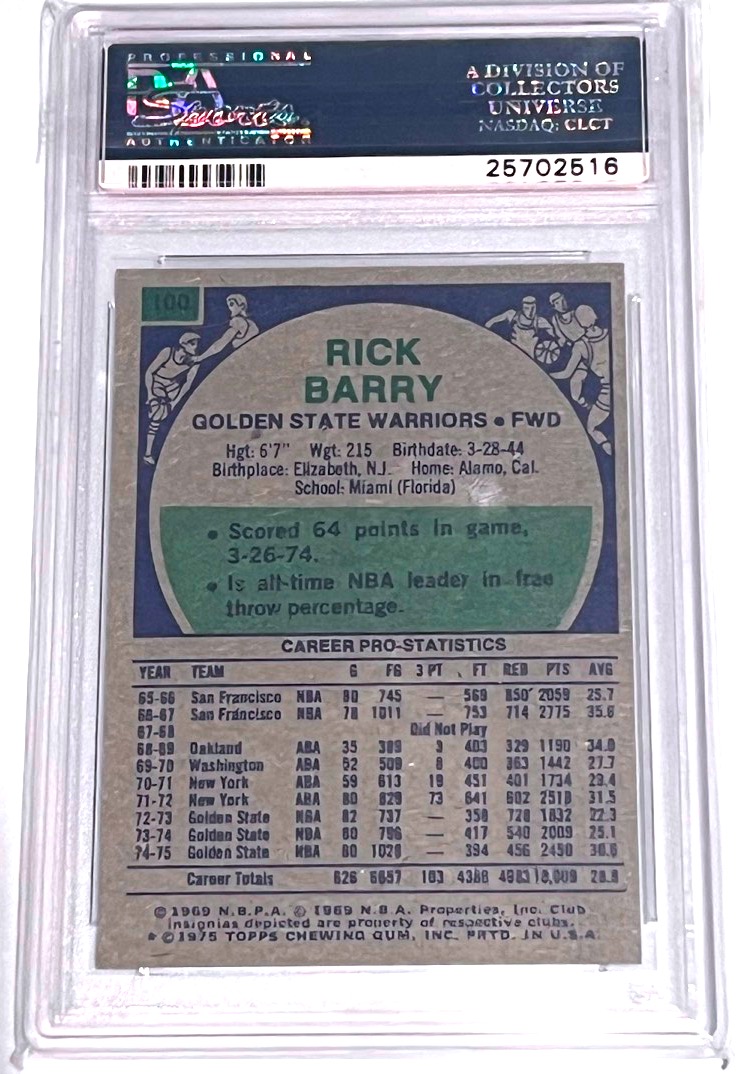 PROFESSIONAL
PSA
Sports
AUTHENTICATOR
A DIVISION OF
COLLECTORS
UNIVERSE
NASDAQ: CLCT
25702516
100
RICK
BARRY
GOLDEN STATE WARRIORS • FWD
Hgt: 6'7" Wgt: 215 Birthdate: 3-28-44
Birthplace: Elizabeth, N.J. Home: Alamo, Cal.
School: Miami (Florida)
• Scored 64 points in game,
3-26-74.
• Is all-time NBA leader in free
throw percentage.
CAREER PRO-STATISTICS
YEAR TEAM G FG 3 PT FT REB PTS AVG
65-66 San Francisco NBA 80 745 — 569 850 2059 25.7
66-67 San Francisco NBA 78 1011 — 753 714 2775 35.6
67-68 Did Not Play
68-69 Oakland ABA 35 389 3 403 329 1190 34.0
69-70 Washington ABA 52 509 8 400 363 1442 27.7
70-71 New York ABA 59 613 19 451 401 1734 29.4
71-72 New York ABA 80 829 73 641 602 2518 31.5
72-73 Golden State NBA 82 737 — 358 728 1832 22.3
73-74 Golden State NBA 80 796 — 417 540 2009 25.1
74-75 Golden State NBA 80 1028 — 394 456 2450 30.6
Career Totals 626 6657 103 4386 4983 18,009 28.8
© 1969 N.B.P.A. © 1969 N.B.A. Properties, Inc. Club
insignias depicted are property of respective clubs.
* © 1975 TOPPS CHEWING GUM, INC. PRTD. IN U.S.A.